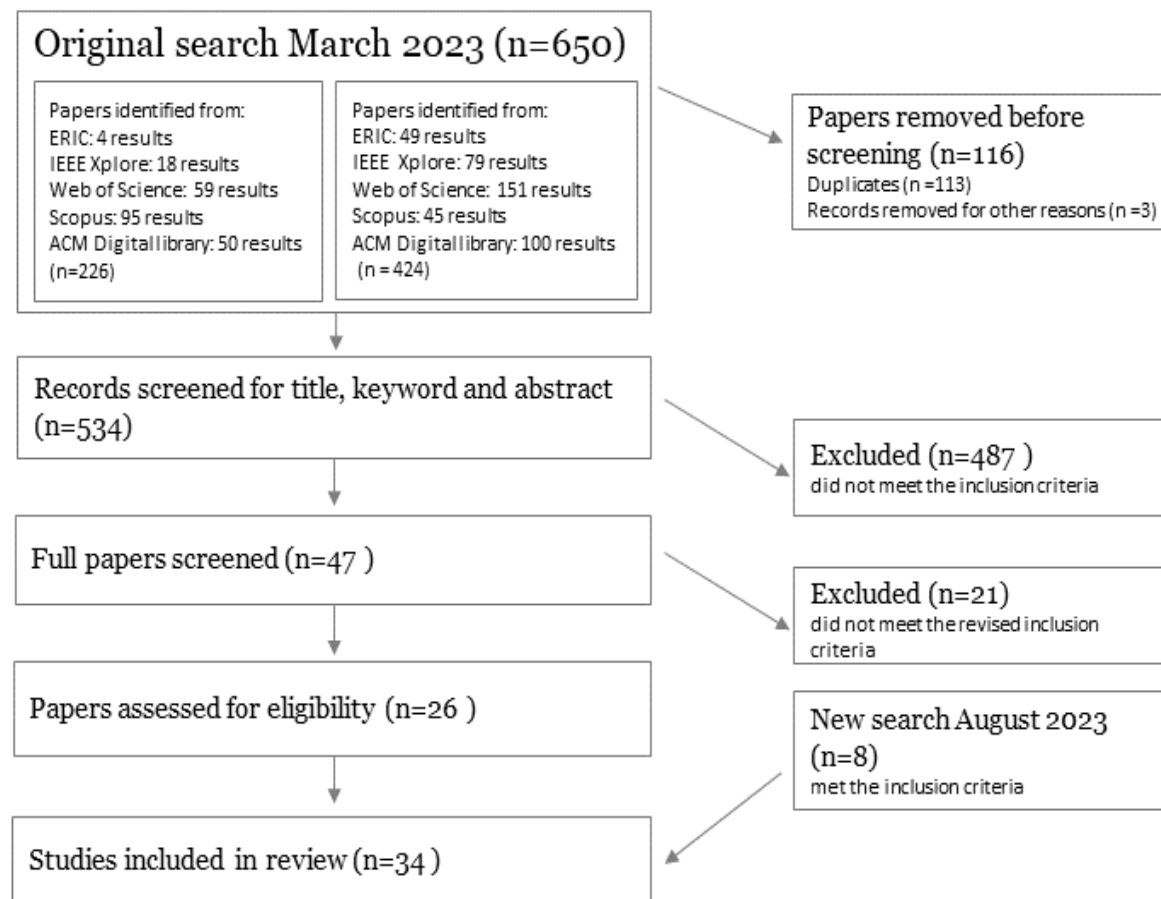 Original search March 2023 (n=650)
Papers identified from:
ERIC: 4 results
IEEE Xplore: 18 results
Web of Science: 59 results
Scopus: 95 results
ACM Digital library: 50 results
(n=226)
Papers identified from:
ERIC: 49 results
IEEE Xplore: 79 results
Web of Science: 151 results
Scopus: 45 results
ACM Digital library: 100 results
(n = 424)
Papers removed before
screening (n=116)
Duplicates (n =113)
Records removed for other reasons (n =3)
Records screened for title, keyword and abstract
(n=534)
Excluded (n=487 )
did not meet the inclusion criteria
Full papers screened (n=47 )
Excluded (n=21)
did not meet the revised inclusion
criteria
Papers assessed for eligibility (n=26 )
New search August 2023
(n=8)
met the inclusion criteria
Studies included in review (n=34 )